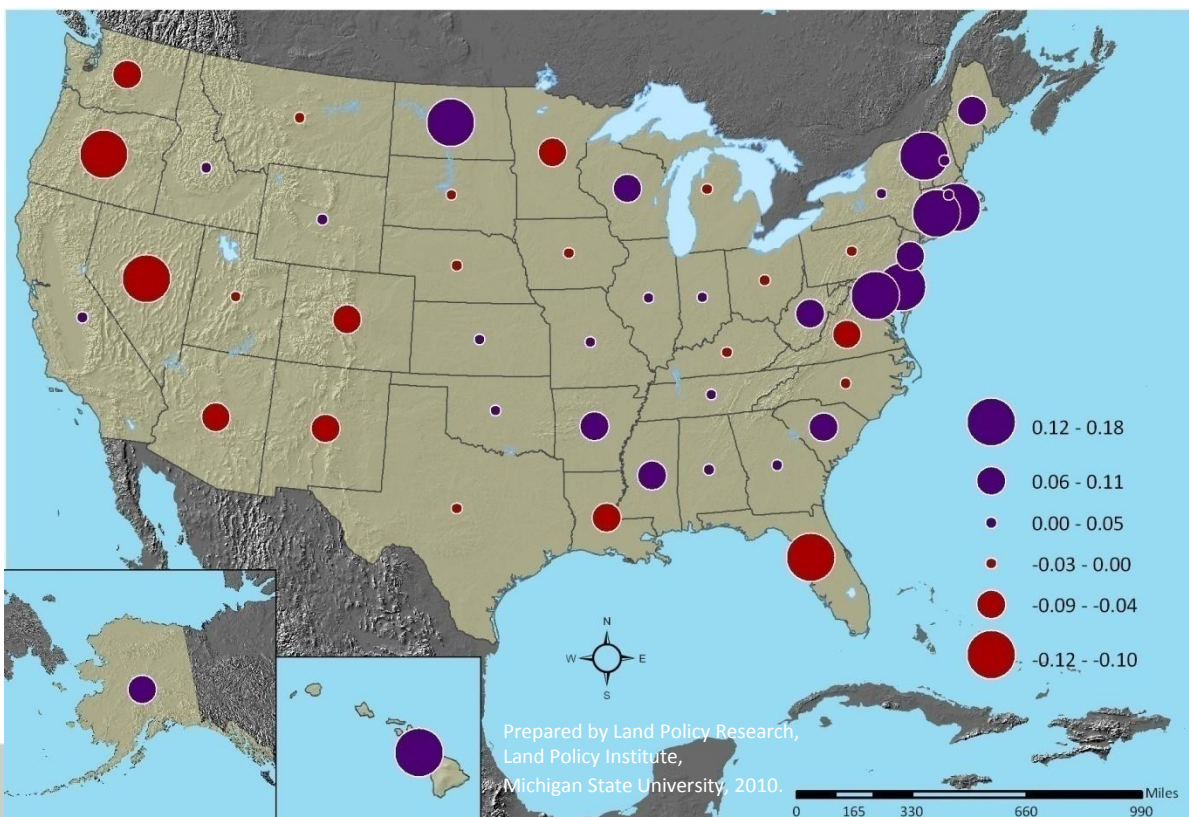 0.12 - 0.18
0.06 - 0.11
0.00 - 0.05
-0.03 - 0.00
-0.09 - -0.04
-0.12 - -0.10
N
W E
S
Prepared by Land Policy Research,
Land Policy Institute,
Michigan State University, 2010.
Miles
0 165 330 660 990